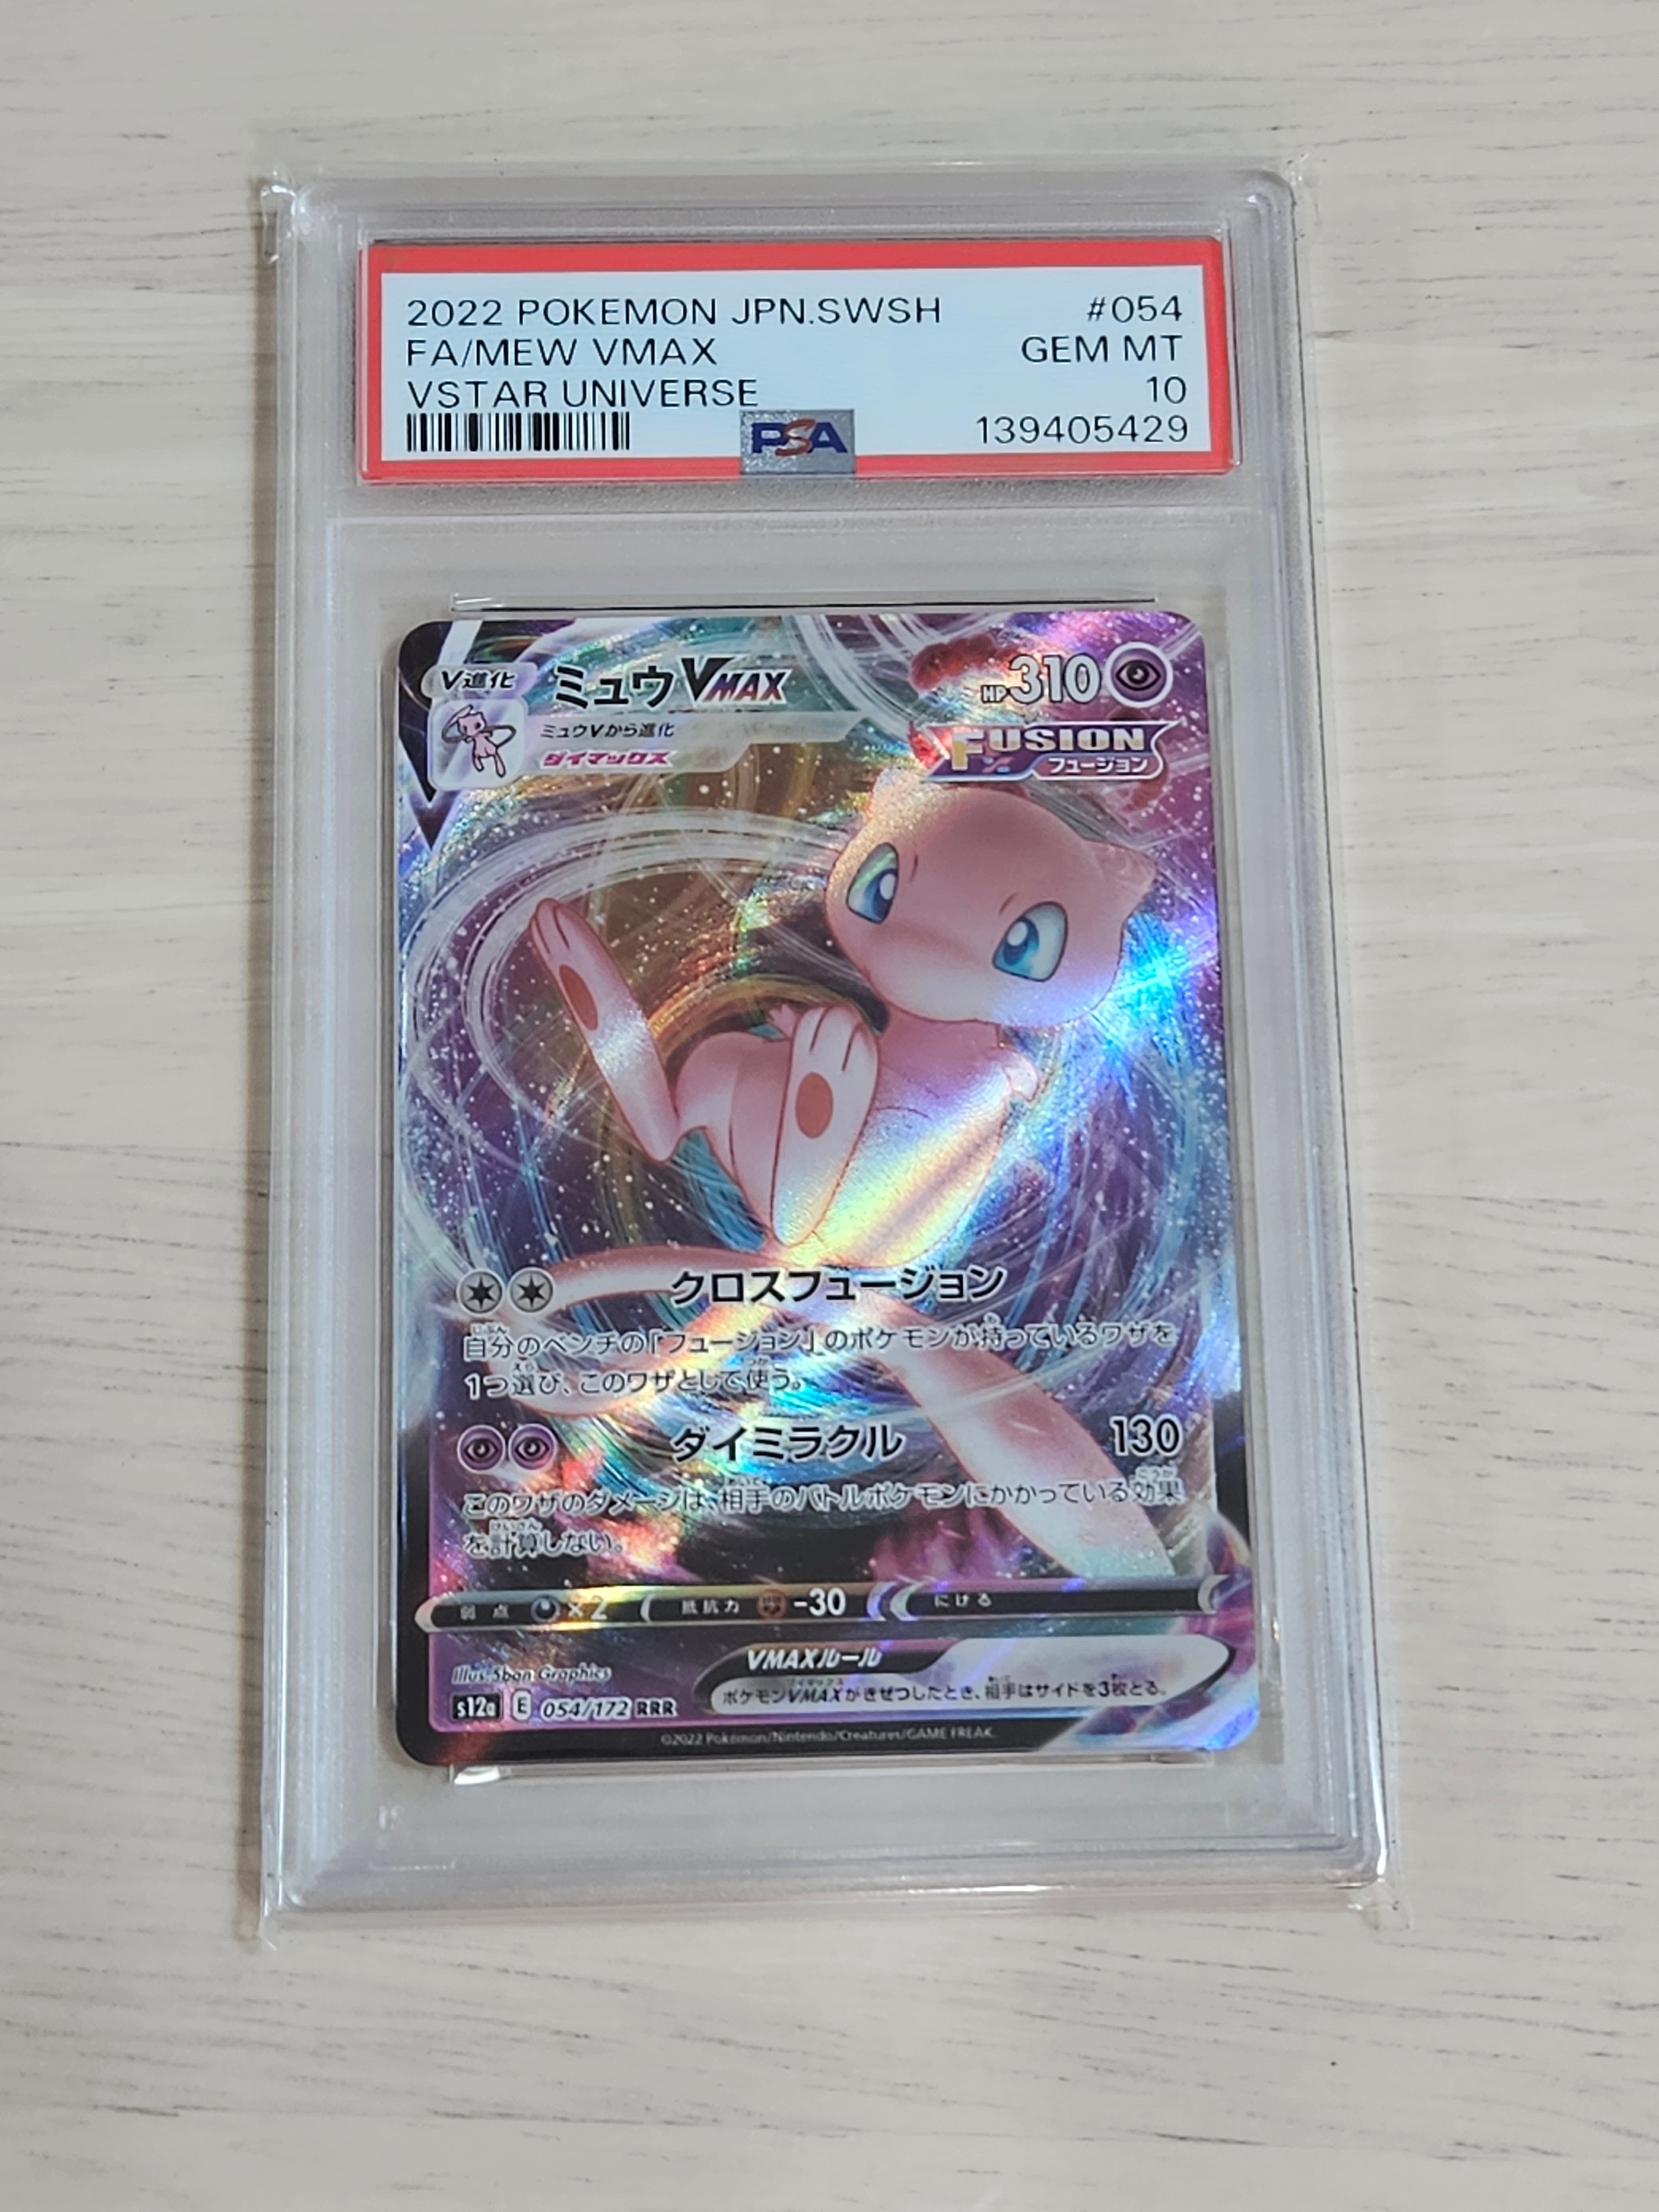 2022 POKEMON JPN.SWSH #054
FA/MEW VMAX GEM MT
VSTAR UNIVERSE 10
PSA 139405429
V進化 ミュウVMAX HP310
ミュウVから進化
ダイマックス
FUSION
フュージョン
クロスフュージョン
自分のベンチの「フュージョン」のポケモンが持っているワザを
1つ選び、このワザとして使う。
ダイミラクル 130
このワザのダメージは、相手のバトルポケモンにかかっている効果
を計算しない。
弱点 ×2 抵抗力 -30 にげる
VMAXルール
Illus. 5ban Graphics
ポケモンVMAXがきぜつしたとき、相手はサイドを3枚とる。
s12a E 054/172 RRR
©2022 Pokémon/Nintendo/Creatures/GAME FREAK.